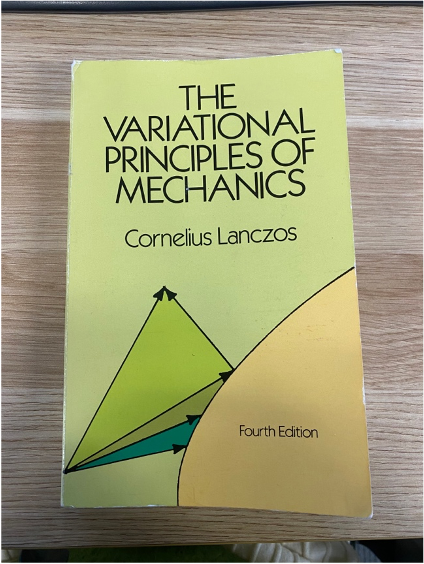 THE
VARIATIONAL
PRINCIPLES OF
MECHANICS
Cornelius Lanczos
Fourth Edition